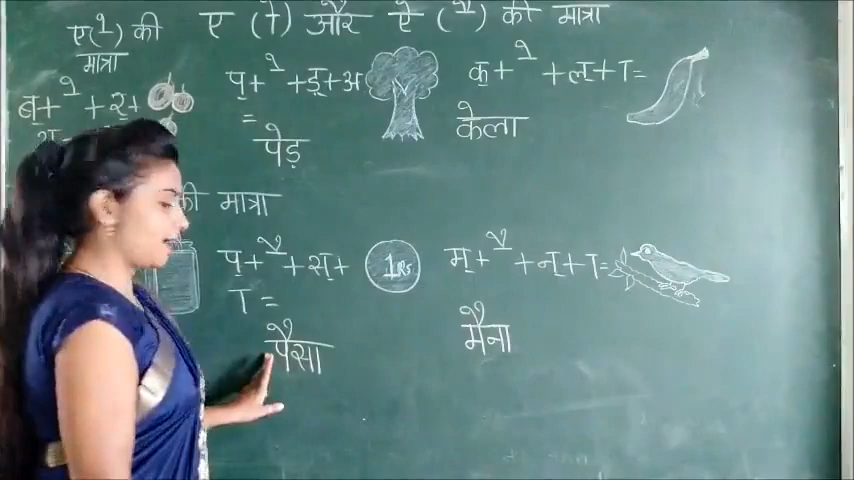 ए (े) और ऐ (ै) की मात्रा
ए(े) की
मात्रा
प्+े+ड़्+अ
=
पेड़
क्+े+ल्+ा=
केला
ब्+े+र्+
की मात्रा
प्+ै+स्+
ा =
1Rs
पैसा
म्+ै+न्+ा=
मैना